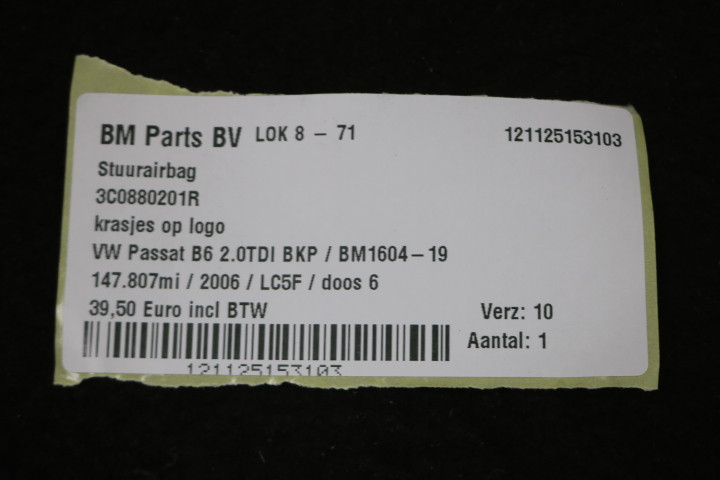 BM Parts BV LOK 8 - 71 121125153103
Stuurairbag
3C0880201R
krasjes op logo
VW Passat B6 2.0TDI BKP / BM1604-19
147.807mi / 2006 / LC5F / doos 6
39,50 Euro incl BTW Verz: 10
Aantal: 1
121125153103